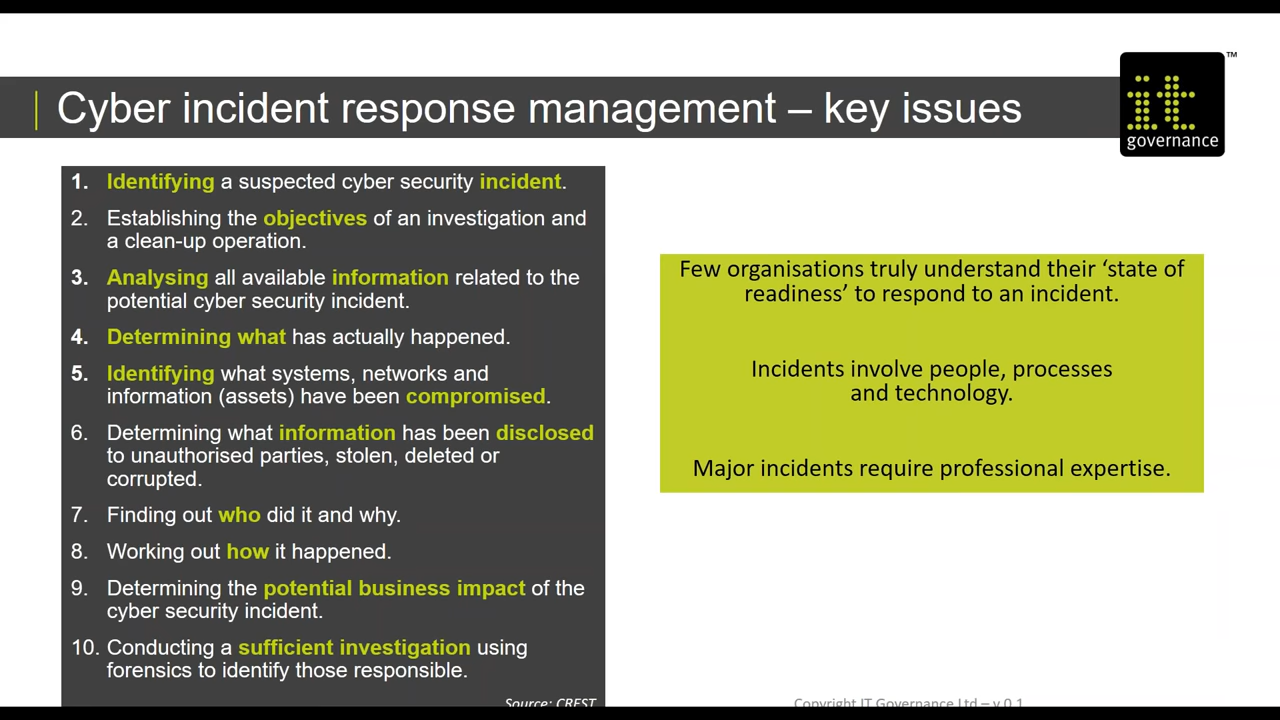 Cyber incident response management – key issues
it
governance
™
1. Identifying a suspected cyber security incident.
2. Establishing the objectives of an investigation and
a clean-up operation.
3. Analysing all available information related to the
potential cyber security incident.
4. Determining what has actually happened.
5. Identifying what systems, networks and
information (assets) have been compromised.
6. Determining what information has been disclosed
to unauthorised parties, stolen, deleted or
corrupted.
7. Finding out who did it and why.
8. Working out how it happened.
9. Determining the potential business impact of the
cyber security incident.
10. Conducting a sufficient investigation using
forensics to identify those responsible.
Source: CREST
Few organisations truly understand their ‘state of
readiness’ to respond to an incident.
Incidents involve people, processes
and technology.
Major incidents require professional expertise.
Copyright IT Governance Ltd – v 0.1